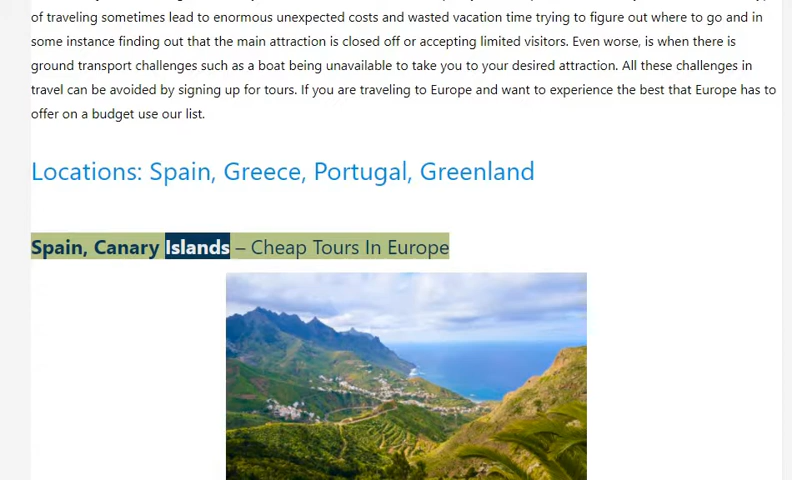 of traveling sometimes lead to enormous unexpected costs and wasted vacation time trying to figure out where to go and in
some instance finding out that the main attraction is closed off or accepting limited visitors. Even worse, is when there is
ground transport challenges such as a boat being unavailable to take you to your desired attraction. All these challenges in
travel can be avoided by signing up for tours. If you are traveling to Europe and want to experience the best that Europe has to
offer on a budget use our list.
Locations: Spain, Greece, Portugal, Greenland
Spain, Canary Islands – Cheap Tours In Europe